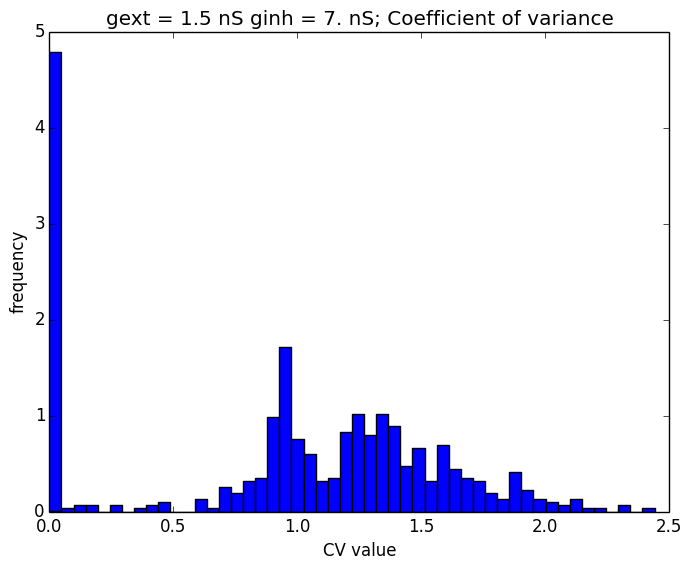 gext = 1.5 nS ginh = 7. nS; Coefficient of variance
5
4
3
2
1
0
frequency
0.0 0.5 1.0 1.5 2.0 2.5
CV value